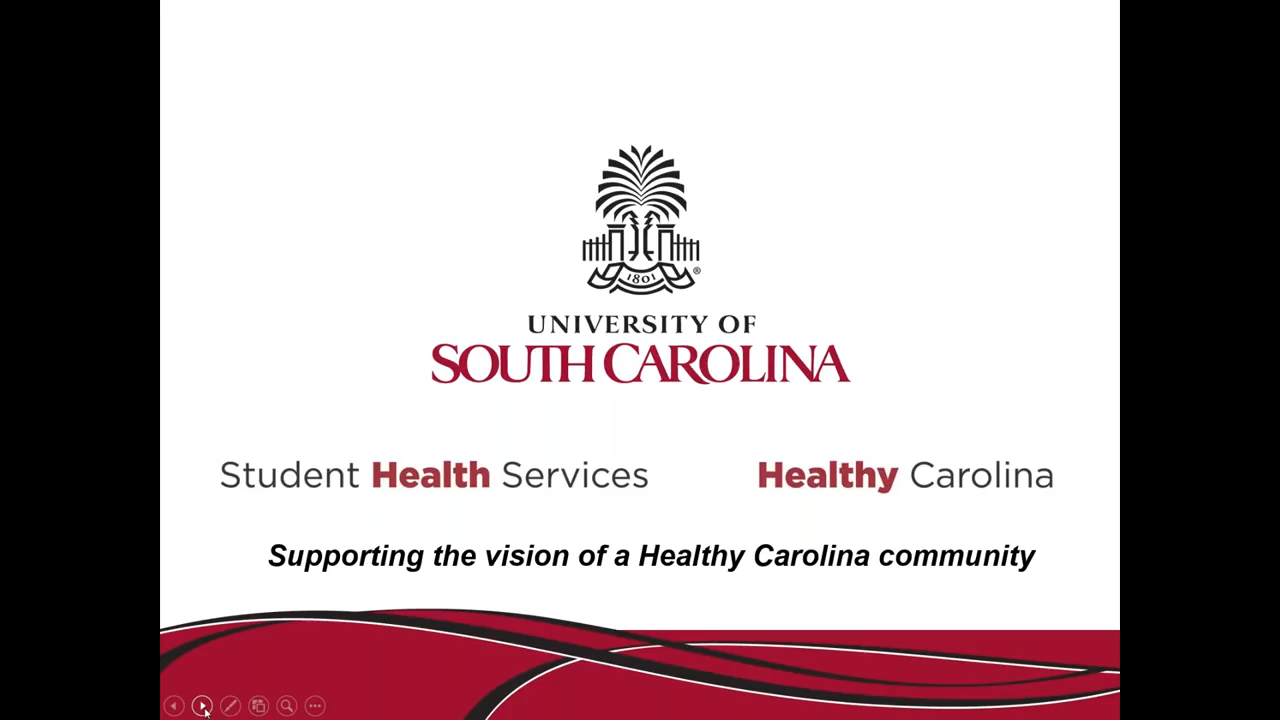 1801
®
UNIVERSITY OF
SOUTH CAROLINA
Student Health Services
Healthy Carolina
Supporting the vision of a Healthy Carolina community